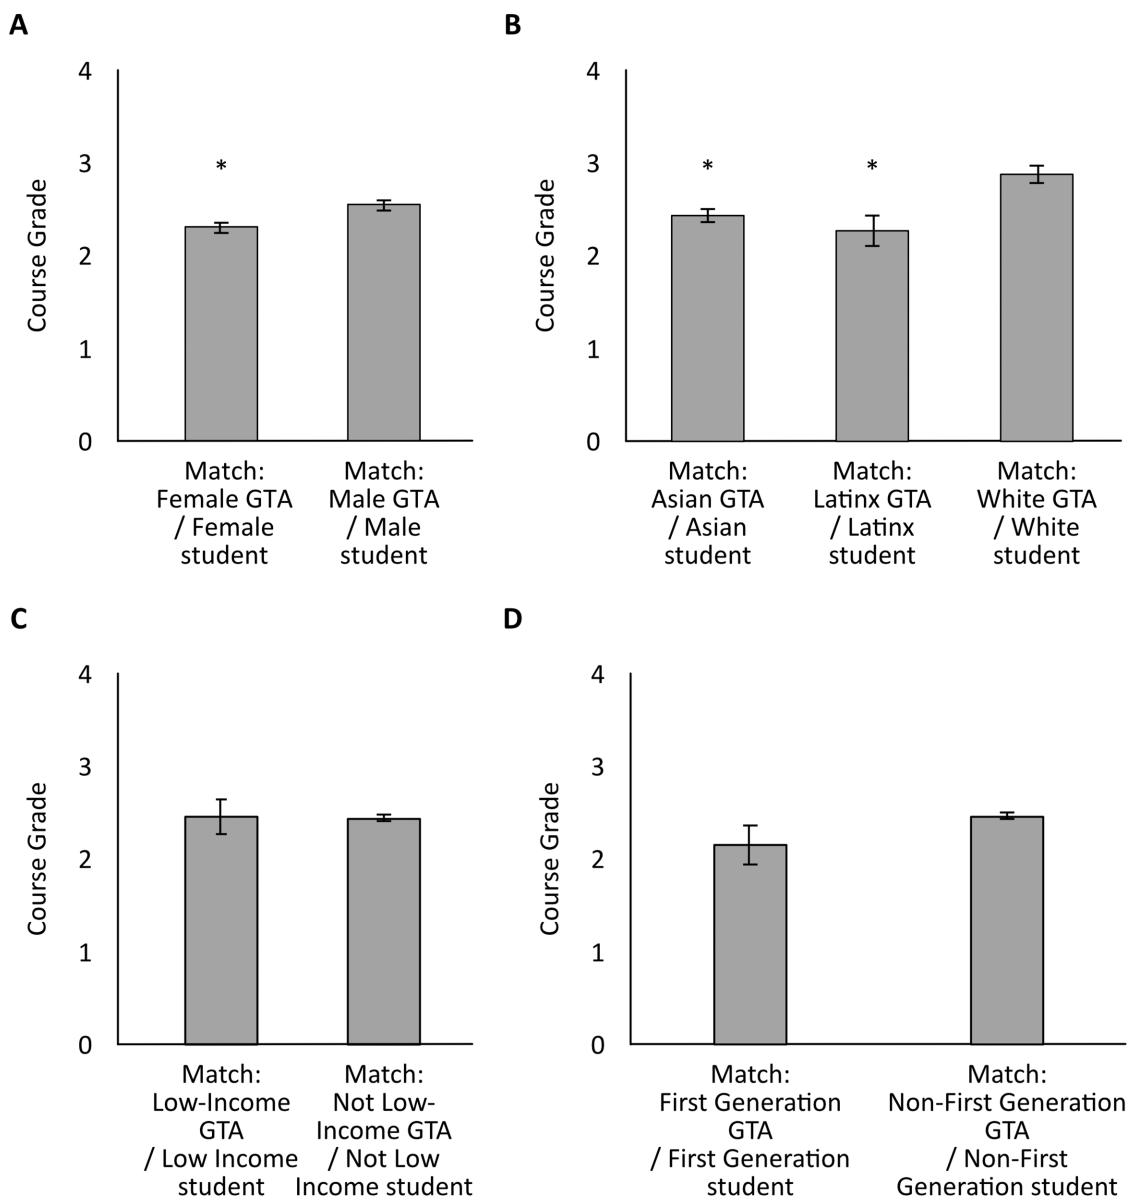 A
Course Grade
4
3
2
1
0
*
Match:
Female GTA
/ Female
student
Match:
Male GTA
/ Male
student
B
Course Grade
4
3
2
1
0
*
*
Match:
Asian GTA
/ Asian
student
Match:
Latinx GTA
/ Latinx
student
Match:
White GTA
/ White
student
C
Course Grade
4
3
2
1
0
Match:
Low-Income
GTA
/ Low Income
student
Match:
Not Low-
Income GTA
/ Not Low
Income student
D
Course Grade
4
3
2
1
0
Match:
First Generation
GTA
/ First Generation
student
Match:
Non-First Generation
GTA
/ Non-First
Generation student